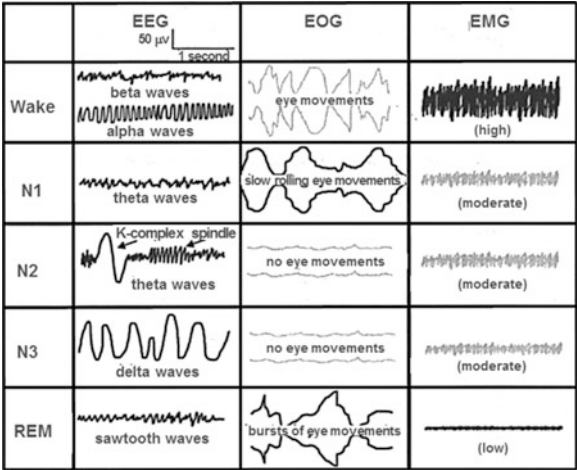 EEG
50 µv
1 second
EOG
EMG
Wake
beta waves
alpha waves
eye movements
(high)
N1
theta waves
slow rolling eye movements
(moderate)
N2
K-complex spindle
theta waves
no eye movements
(moderate)
N3
delta waves
no eye movements
(moderate)
REM
sawtooth waves
bursts of eye movements
(low)